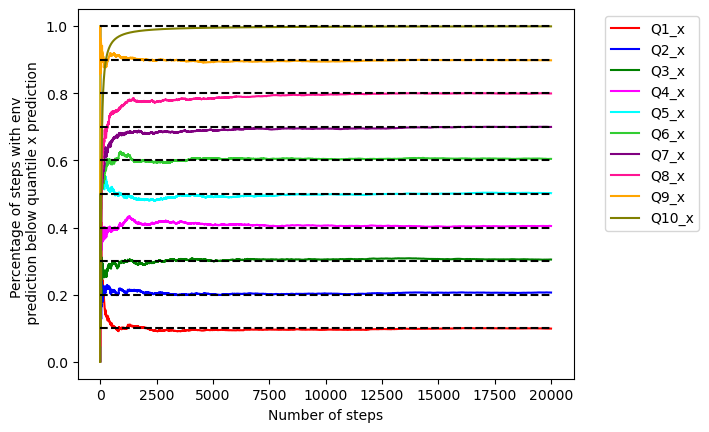 Percentage of steps with env
prediction below quantile x prediction
1.0
0.8
0.6
0.4
0.2
0.0
0
2500
5000
7500
10000
12500
15000
17500
20000
Number of steps
Q1_x
Q2_x
Q3_x
Q4_x
Q5_x
Q6_x
Q7_x
Q8_x
Q9_x
Q10_x